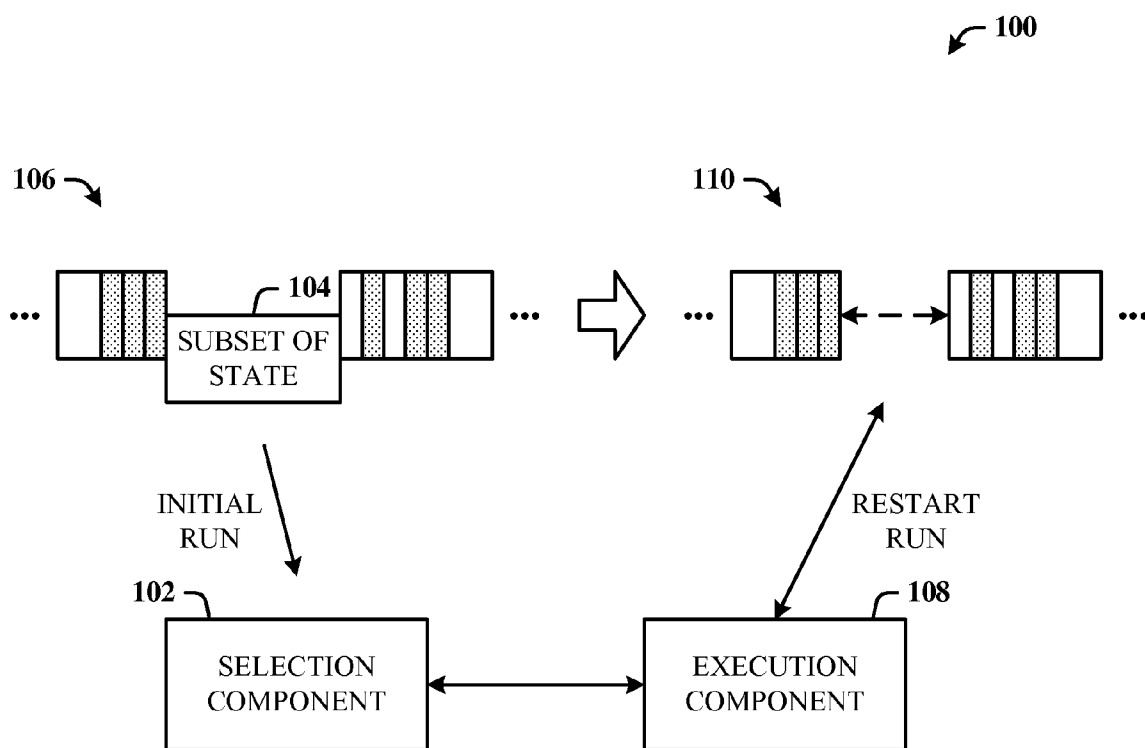 100
106
110
104
... SUBSET OF STATE ... ... ...
INITIAL RUN
RESTART RUN
102
108
SELECTION COMPONENT
EXECUTION COMPONENT